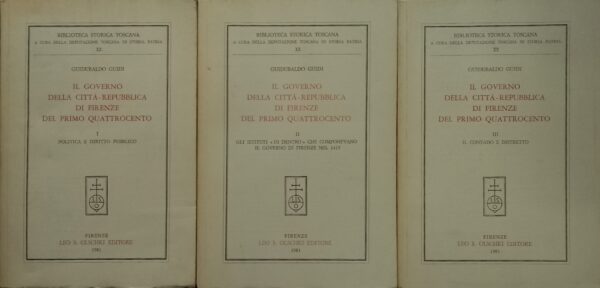 BIBLIOTECA STORICA TOSCANA
A CURA DELLA DEPUTAZIONE TOSCANA DI STORIA PATRIA
XX
GUIDUBALDO GUIDI
IL GOVERNO
DELLA CITTÀ-REPUBBLICA
DI FIRENZE
DEL PRIMO QUATTROCENTO
I
POLITICA E DIRITTO PUBBLICO
FIRENZE
LEO S. OLSCHKI EDITORE
1981
BIBLIOTECA STORICA TOSCANA
A CURA DELLA DEPUTAZIONE TOSCANA DI STORIA PATRIA
XX
GUIDUBALDO GUIDI
IL GOVERNO
DELLA CITTÀ-REPUBBLICA
DI FIRENZE
DEL PRIMO QUATTROCENTO
II
GLI ISTITUTI «DI DENTRO» CHE COMPONEVANO
IL GOVERNO DI FIRENZE NEL 1415
FIRENZE
LEO S. OLSCHKI EDITORE
1981
BIBLIOTECA STORICA TOSCANA
A CURA DELLA DEPUTAZIONE TOSCANA DI STORIA PATRIA
XX
GUIDUBALDO GUIDI
IL GOVERNO
DELLA CITTÀ-REPUBBLICA
DI FIRENZE
DEL PRIMO QUATTROCENTO
III
IL CONTADO E DISTRETTO
FIRENZE
LEO S. OLSCHKI EDITORE
1981